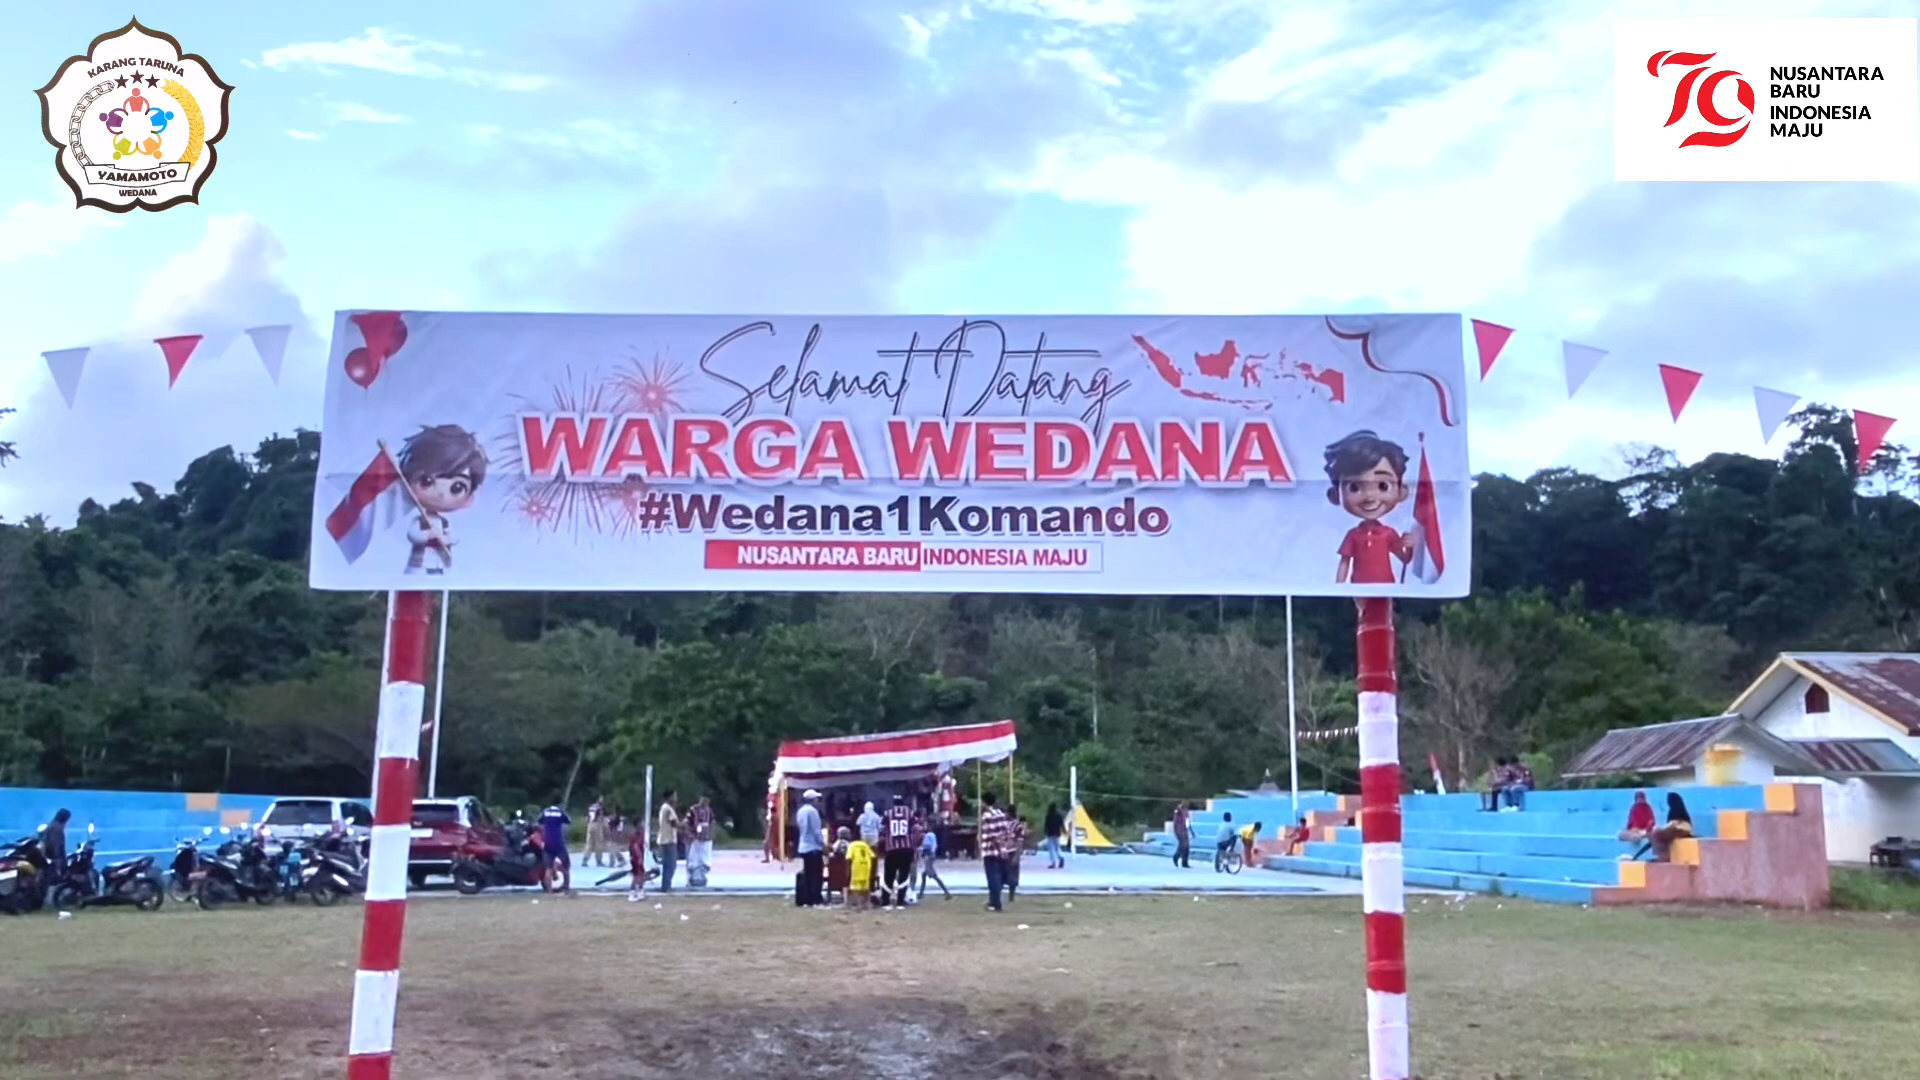 KARANG TARUNA
YAMAMOTO
WEDANA
79
NUSANTARA
BARU
INDONESIA
MAJU
Selamat Datang
WARGA WEDANA
#Wedana1Komando
NUSANTARA BARU INDONESIA MAJU
06